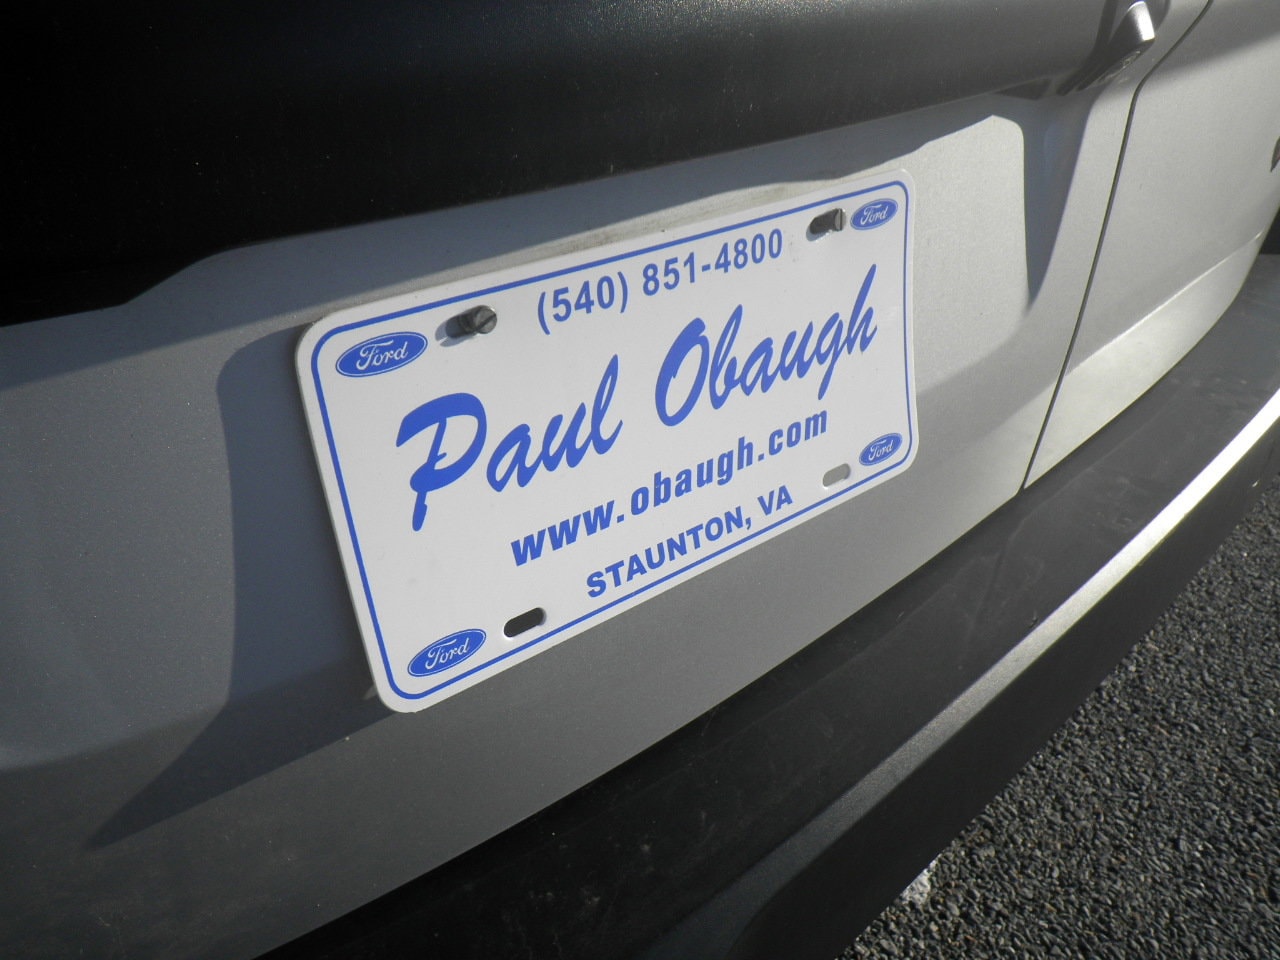 (540) 851-4800
Ford
Ford
Paul Obaugh
www.obaugh.com
STAUNTON, VA
Ford
Ford